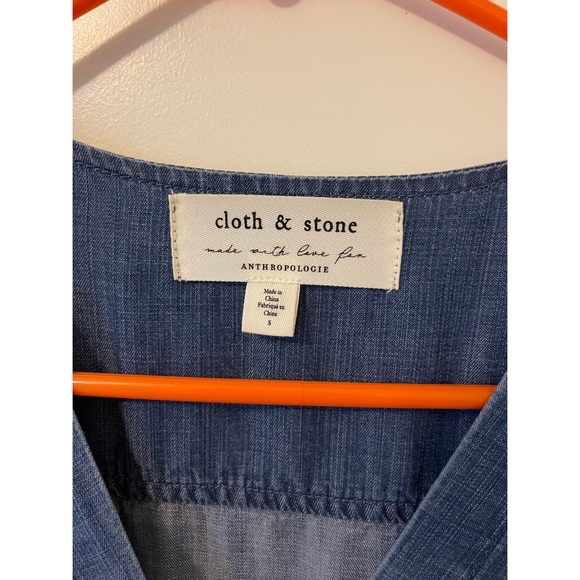 cloth & stone
made with love for
ANTHROPOLOGIE
Made in
China
Fabriqué en
Chine
S